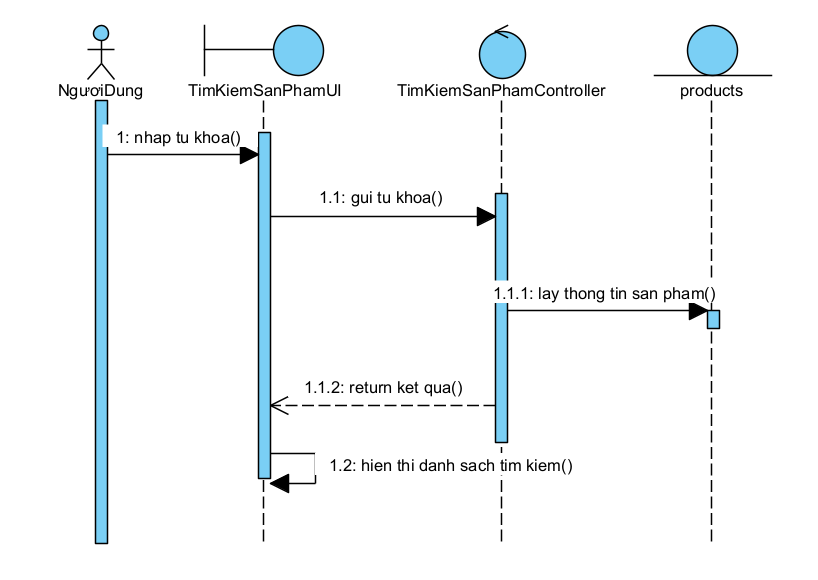 NgươiDung
TimKiemSanPhamUI
TimKiemSanPhamController
products
1: nhap tu khoa()
1.1: gui tu khoa()
1.1.1: lay thong tin san pham()
1.1.2: return ket qua()
1.2: hien thi danh sach tim kiem()